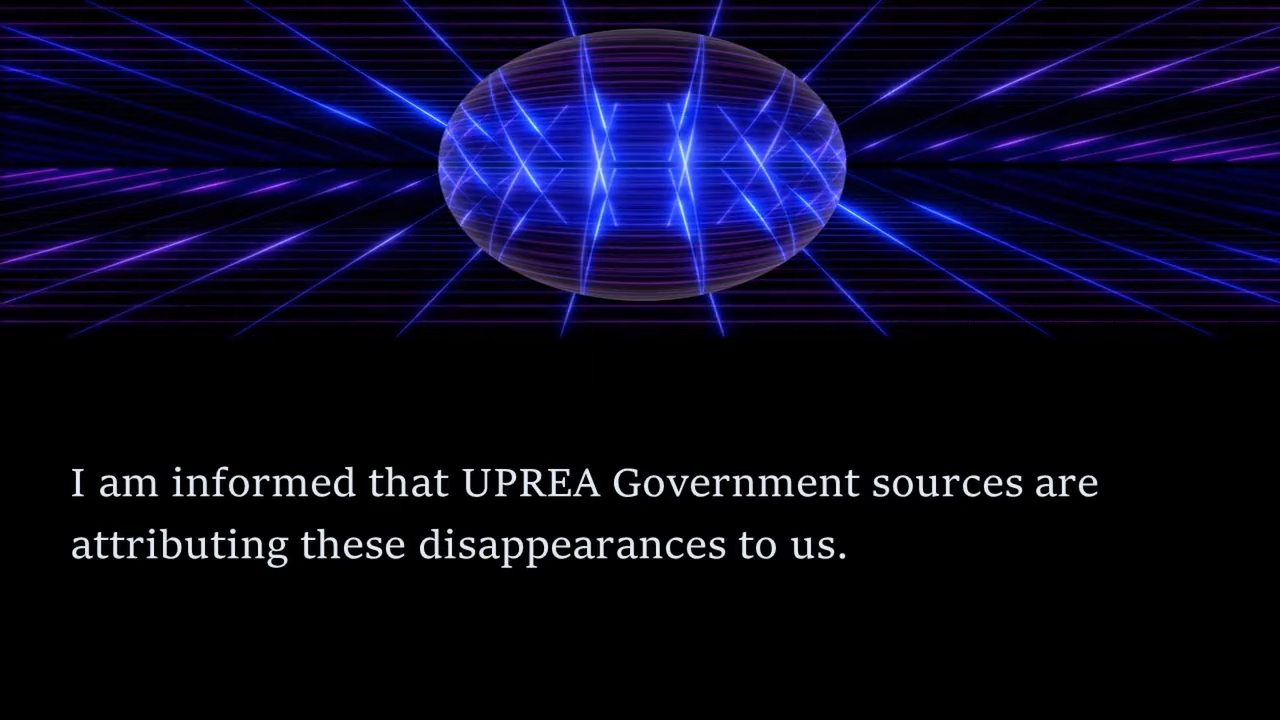 I am informed that UPREA Government sources are
attributing these disappearances to us.